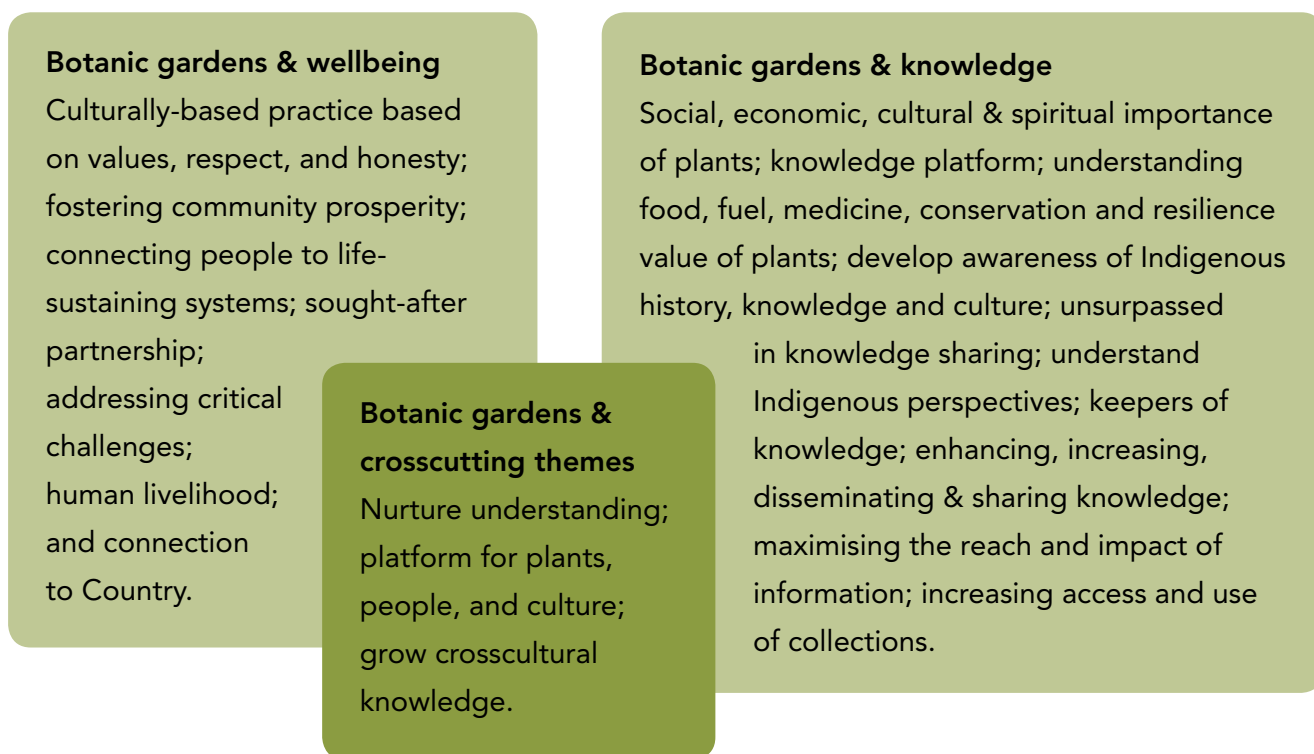 Botanic gardens & wellbeing
Culturally-based practice based
on values, respect, and honesty;
fostering community prosperity;
connecting people to life-
sustaining systems; sought-after
partnership;
addressing critical
challenges;
human livelihood;
and connection
to Country.
Botanic gardens &
crosscutting themes
Nurture understanding;
platform for plants,
people, and culture;
grow crosscultural
knowledge.
Botanic gardens & knowledge
Social, economic, cultural & spiritual importance
of plants; knowledge platform; understanding
food, fuel, medicine, conservation and resilience
value of plants; develop awareness of Indigenous
history, knowledge and culture; unsurpassed
in knowledge sharing; understand
Indigenous perspectives; keepers of
knowledge; enhancing, increasing,
disseminating & sharing knowledge;
maximising the reach and impact of
information; increasing access and use
of collections.